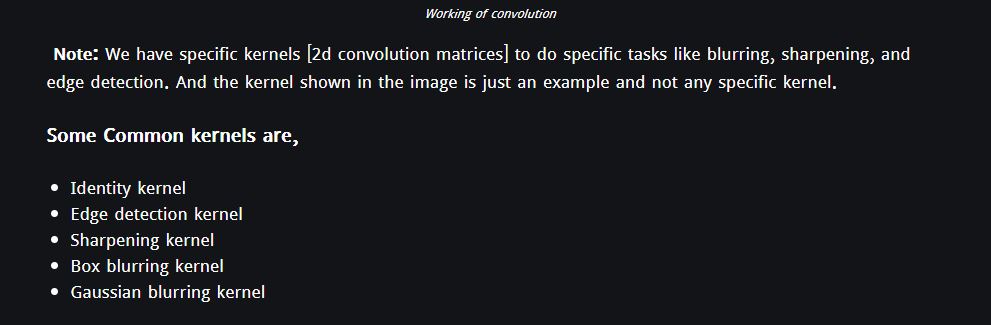 Working of convolution
Note: We have specific kernels [2d convolution matrices] to do specific tasks like blurring, sharpening, and
edge detection. And the kernel shown in the image is just an example and not any specific kernel.
Some Common kernels are,
• Identity kernel
• Edge detection kernel
• Sharpening kernel
• Box blurring kernel
• Gaussian blurring kernel